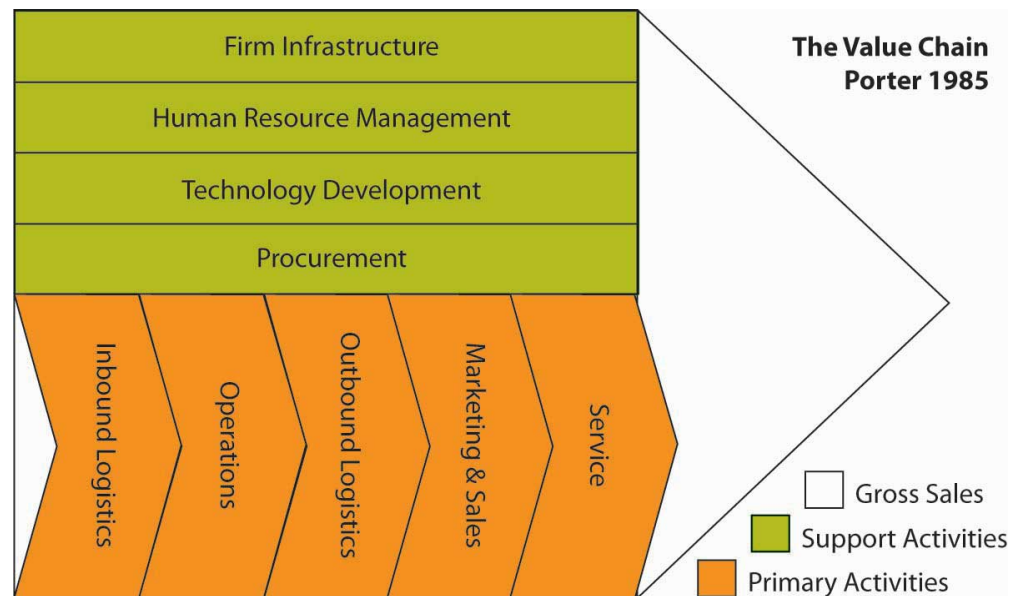 Firm Infrastructure
Human Resource Management
Technology Development
Procurement
Inbound Logistics
Operations
Outbound Logistics
Marketing & Sales
Service
The Value Chain
Porter 1985
Gross Sales
Support Activities
Primary Activities